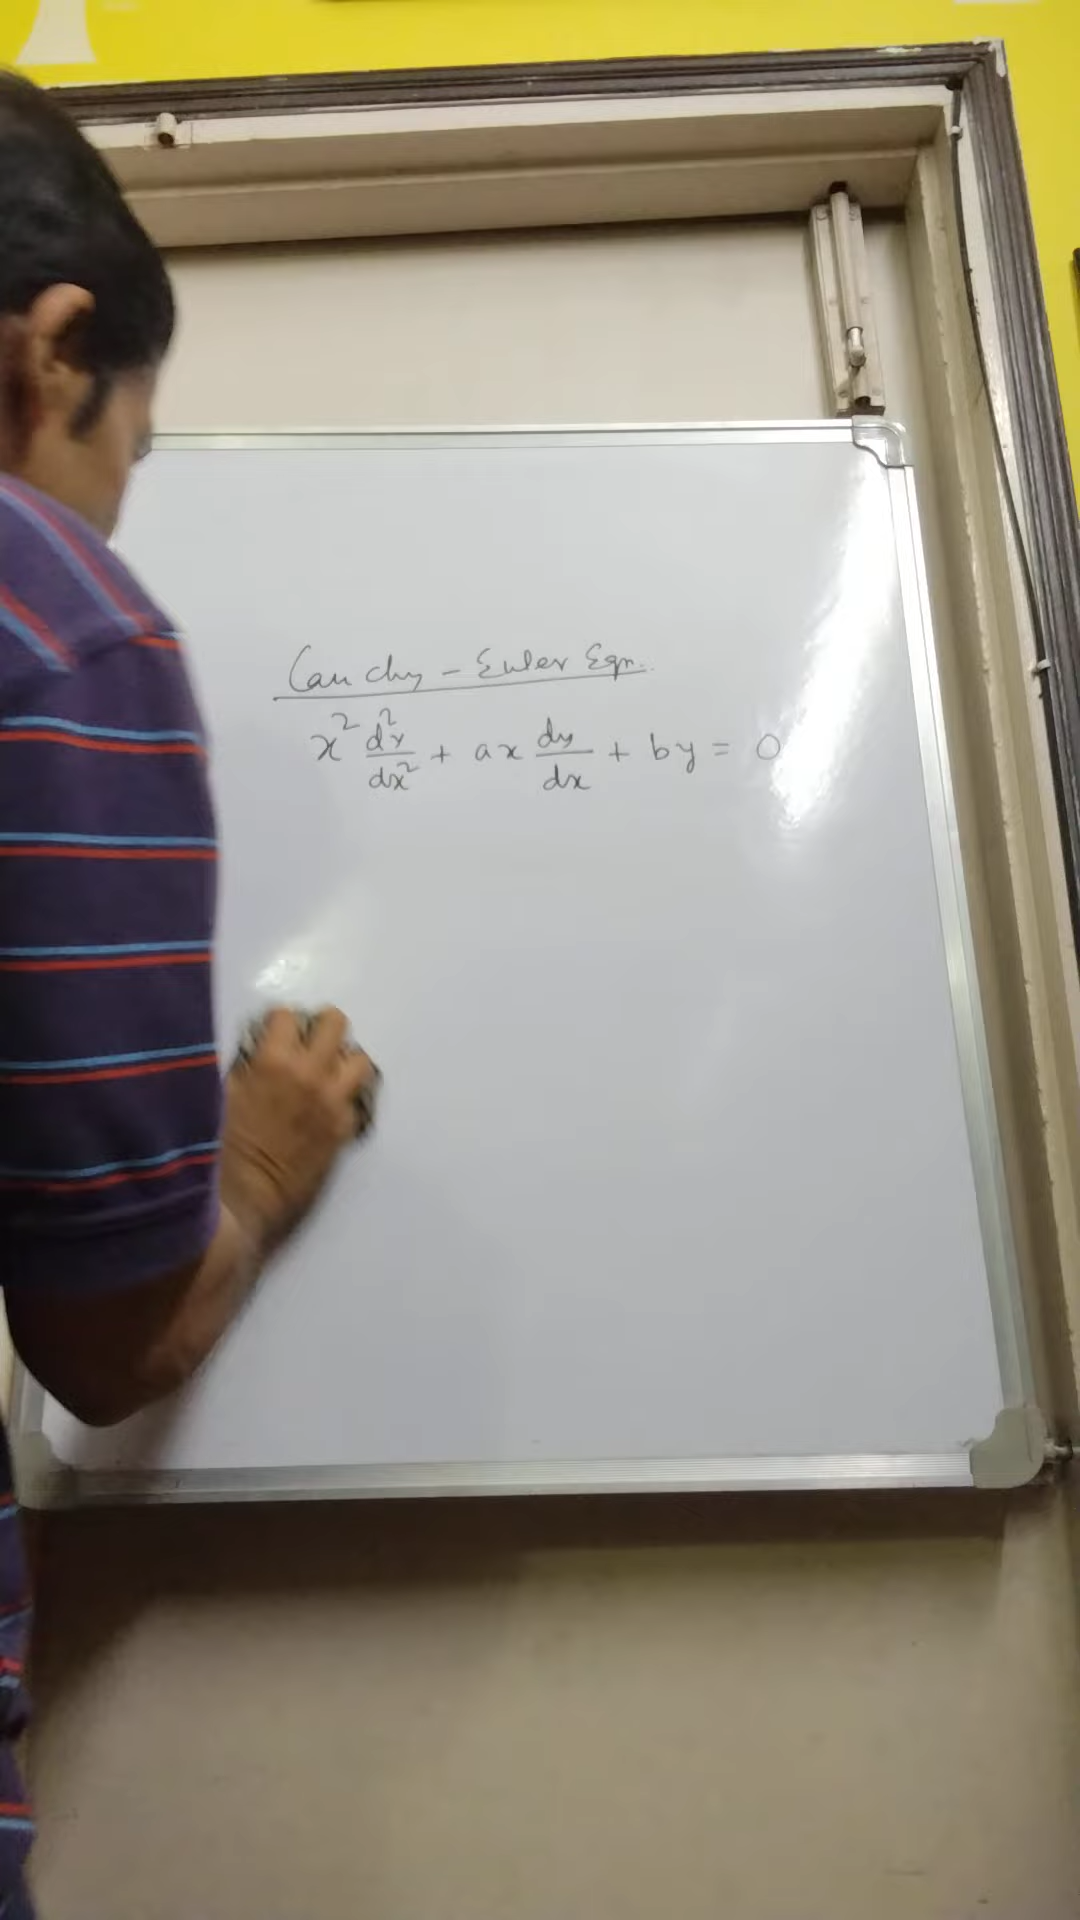 Cauchy - Euler Eqn.
x² d²y/dx² + ax dy/dx + by = 0